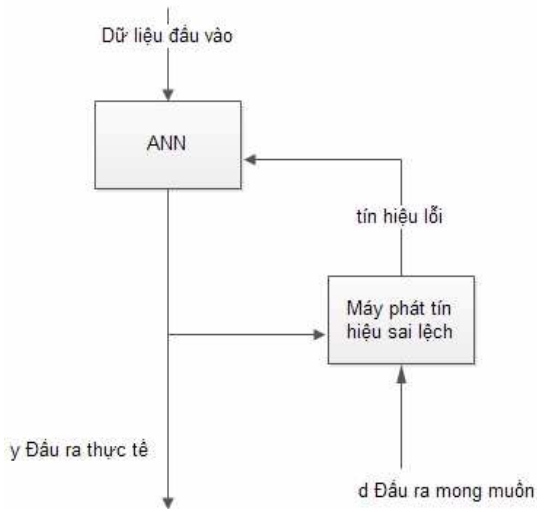 Dữ liệu đầu vào
ANN
tín hiệu lỗi
Máy phát tín
hiệu sai lệch
y Đầu ra thực tế
d Đầu ra mong muốn